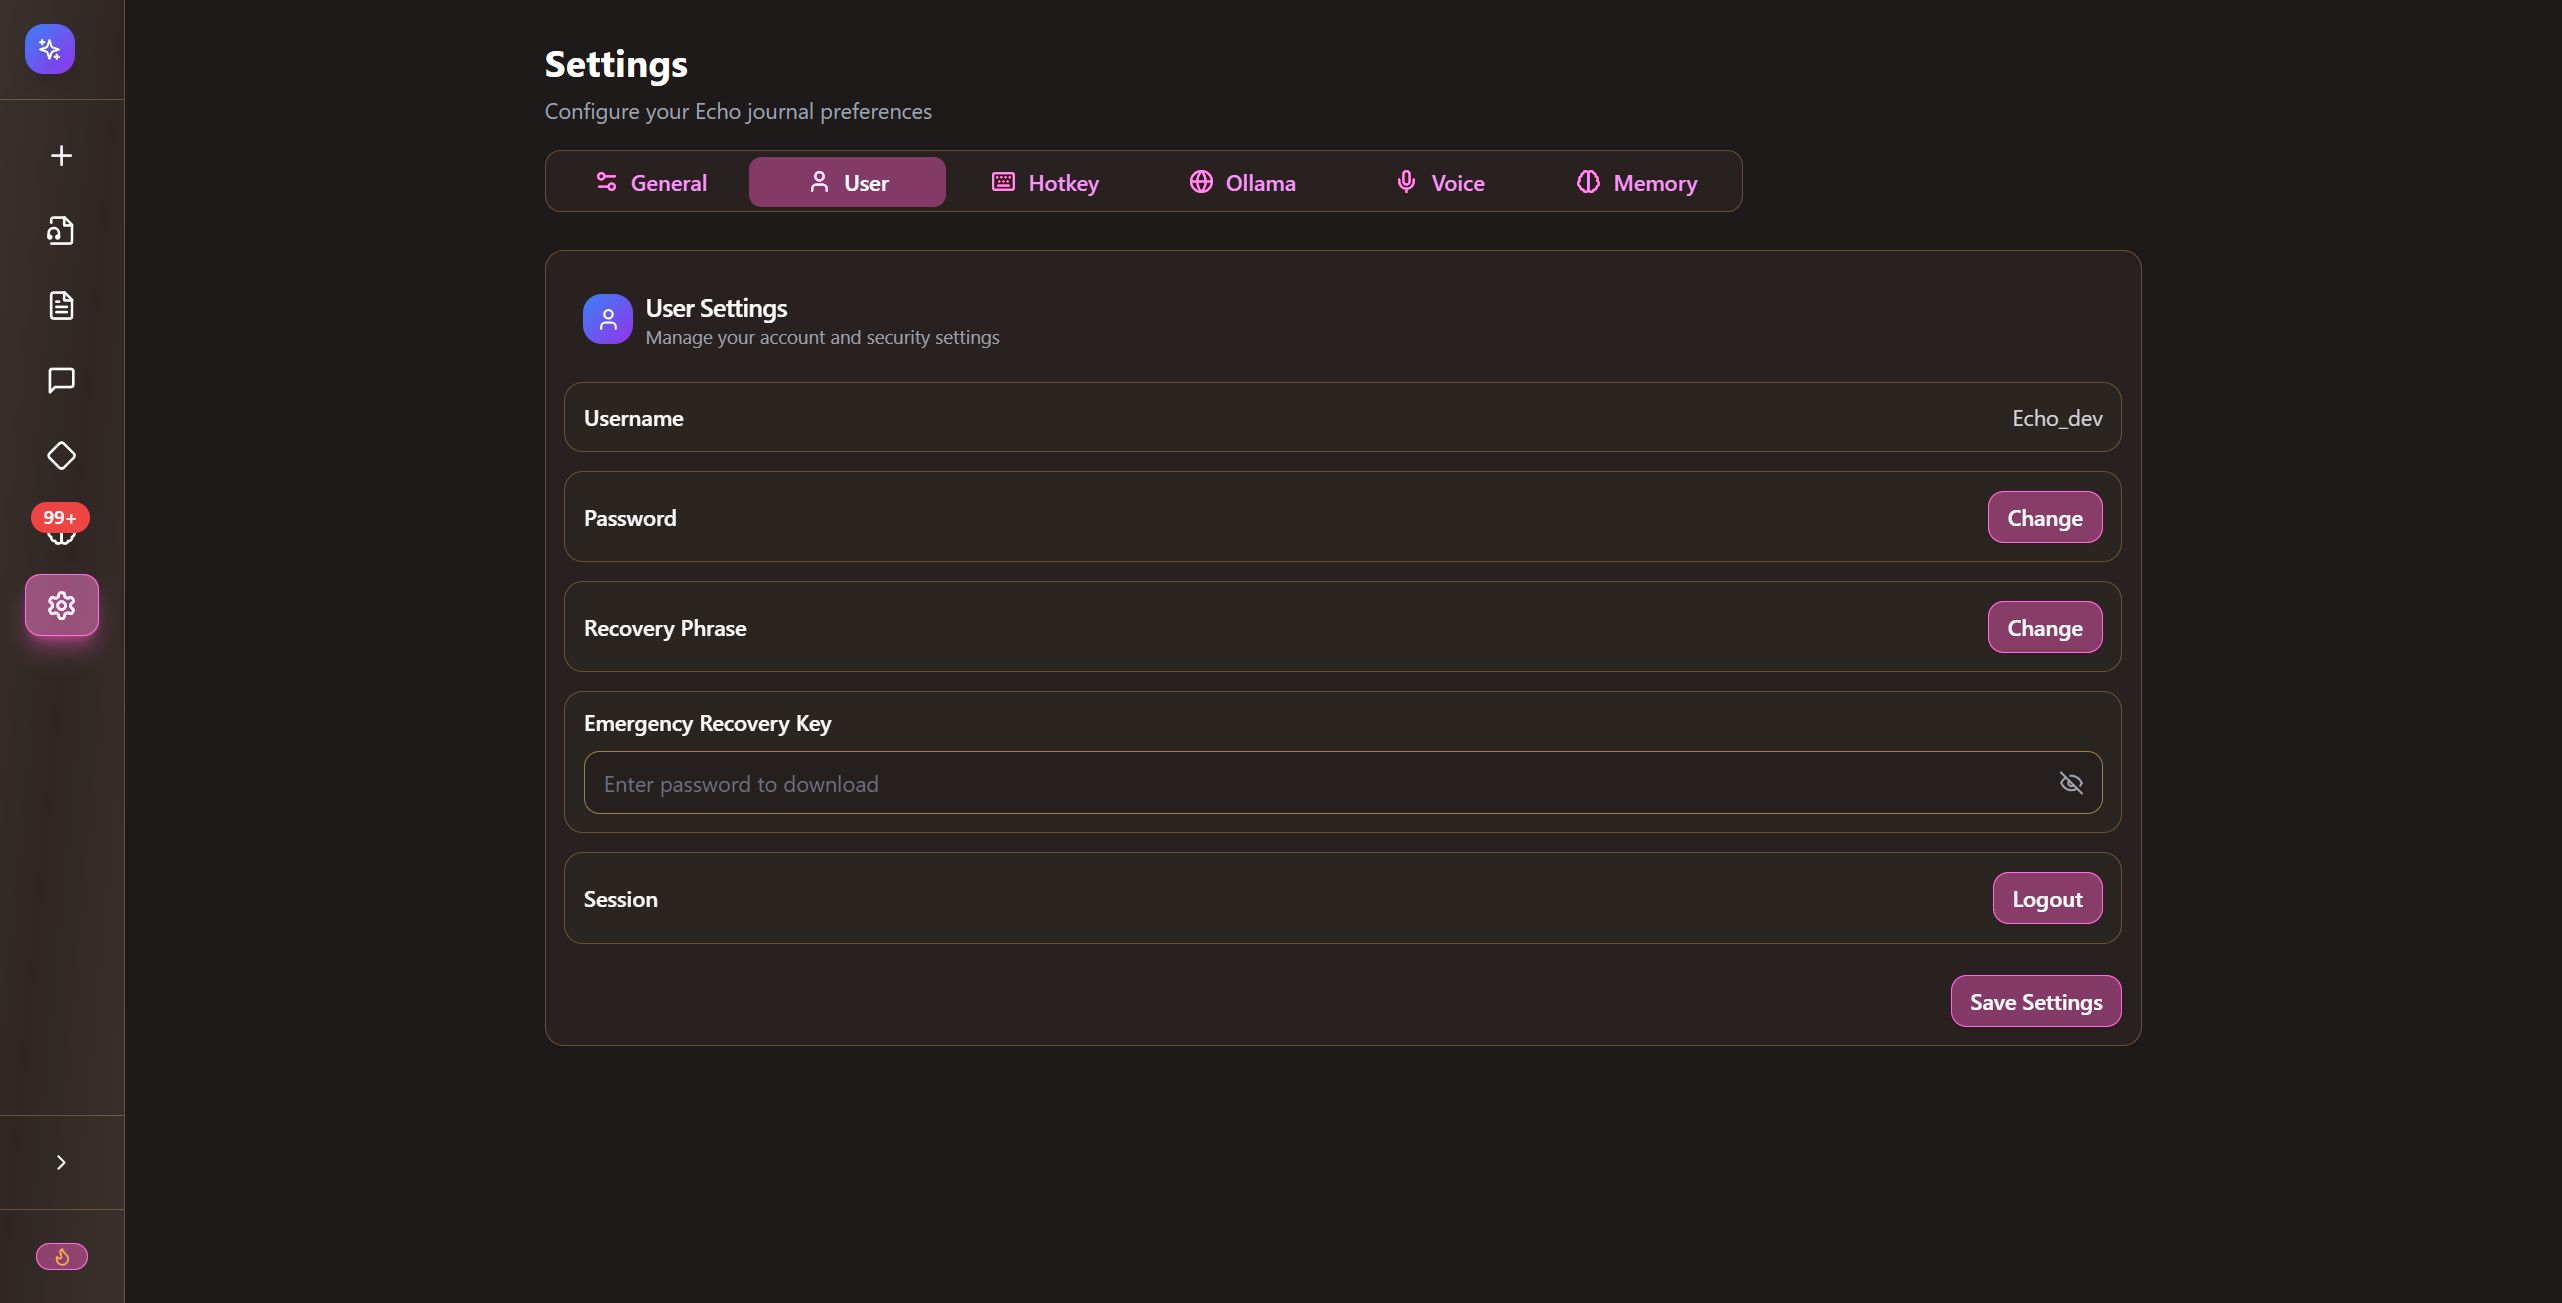 Settings
Configure your Echo journal preferences
General
User
Hotkey
Ollama
Voice
Memory
User Settings
Manage your account and security settings
Username
Echo_dev
Password
Change
Recovery Phrase
Change
Emergency Recovery Key
Enter password to download
Session
Logout
Save Settings
99+